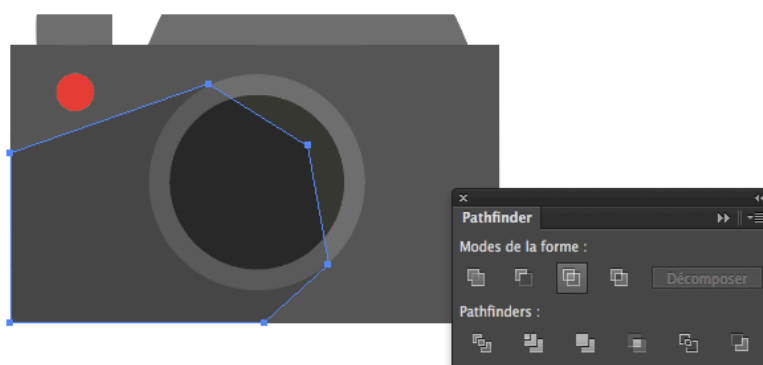 Pathfinder
Modes de la forme :
Décomposer
Pathfinders :